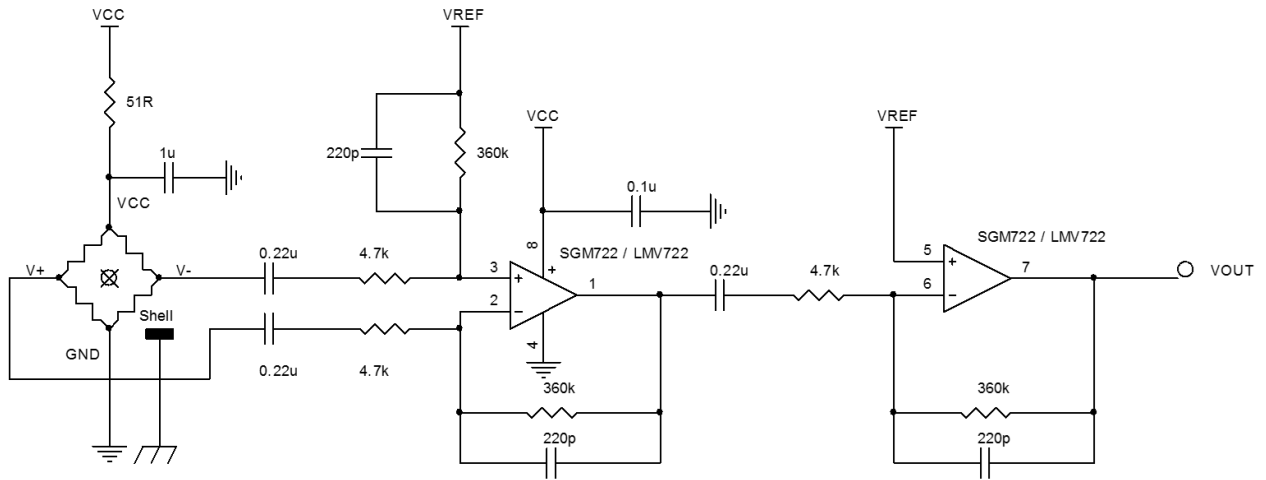 VCC
VREF
51R
1u
220p
360k
VCC
VREF
VCC
0.1u
8
SGM722 / LMV722
SGM722 / LMV722
V+
V-
0.22u
4.7k
3
+
+
1
0.22u
4.7k
5
+
7
VOUT
2
−
6
−
Shell
GND
0.22u
4.7k
4
360k
220p
360k
220p